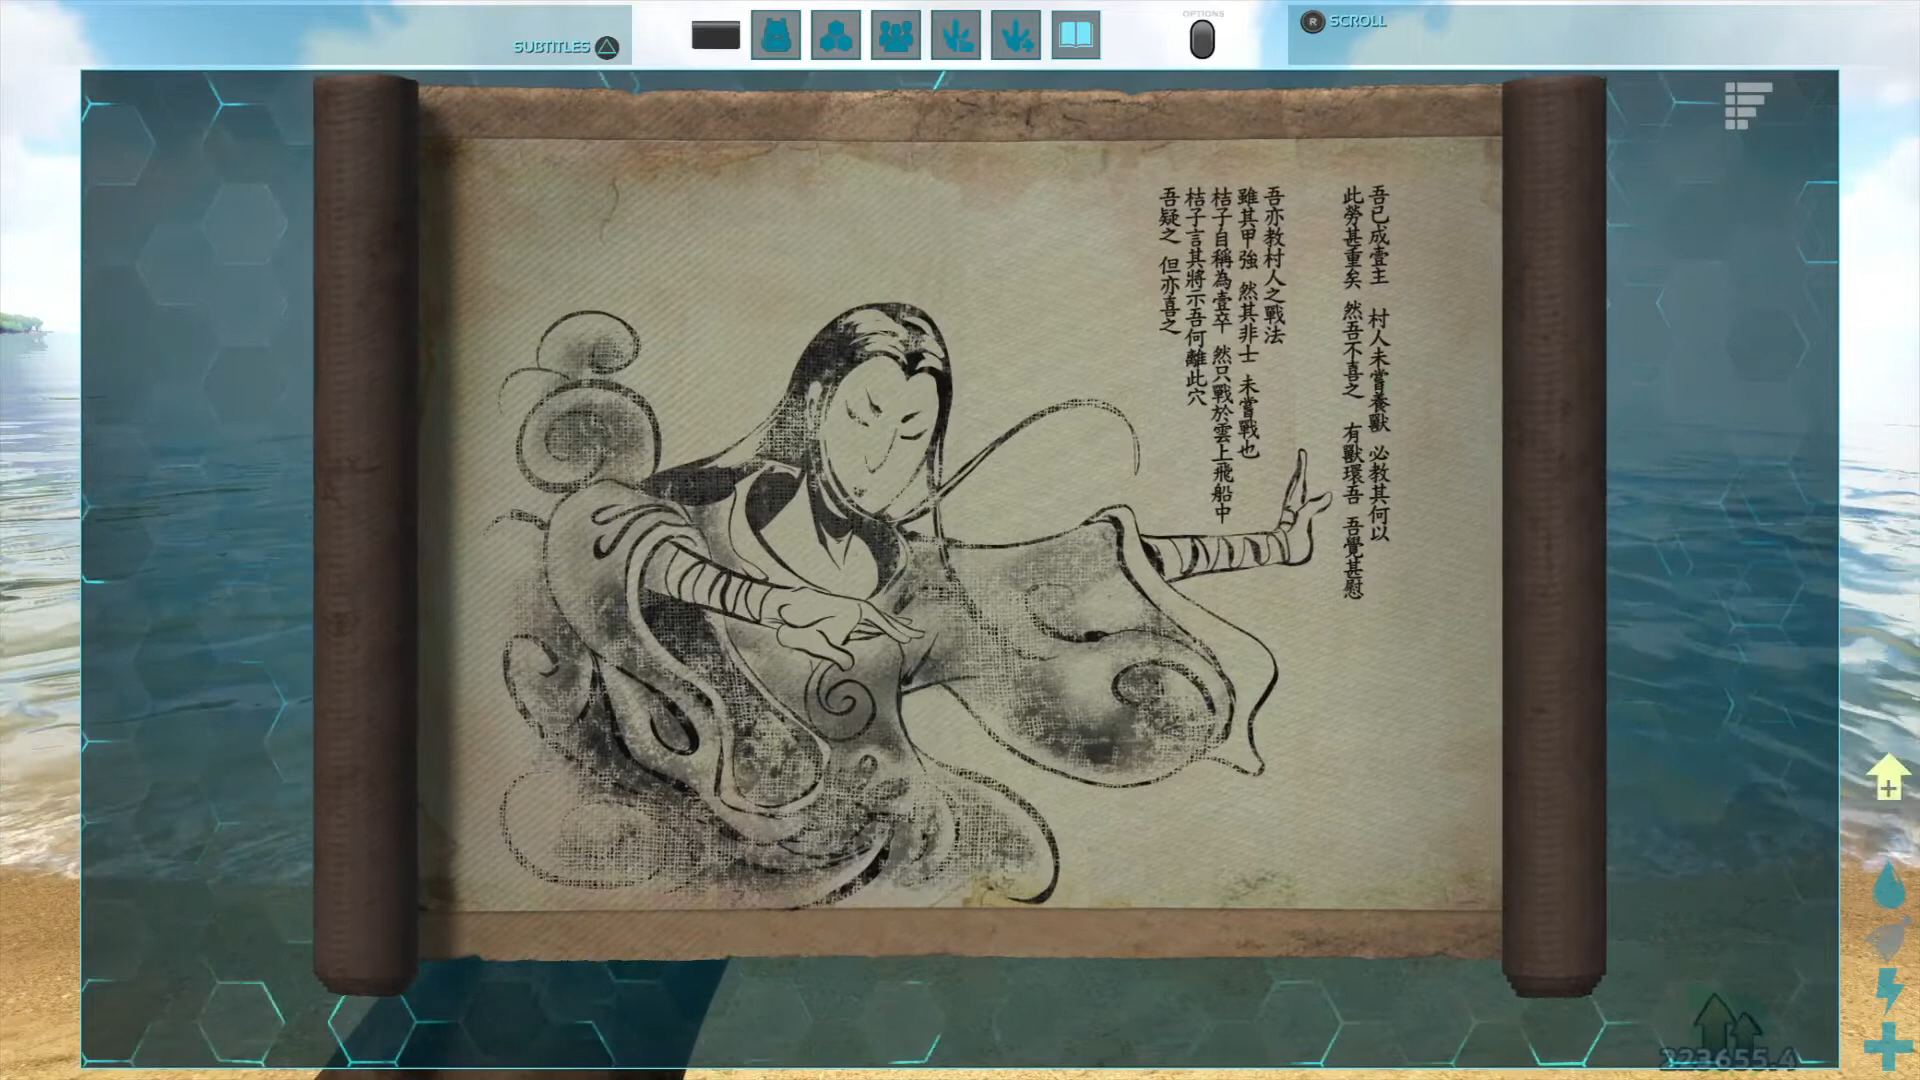 OPTIONS
SUBTITLES
SCROLL
吾已成壹主 村人未嘗養獸 必教其何以
此勞甚重矣 然吾不喜之 有獸環吾 吾覺甚慰
吾亦教村人之戰法
雖其甲強 然其非士 未嘗戰也
桔子自稱為壹卒 然只戰於雲上飛船中
桔子言其將示吾何離此穴
吾疑之 但亦喜之
223655.4